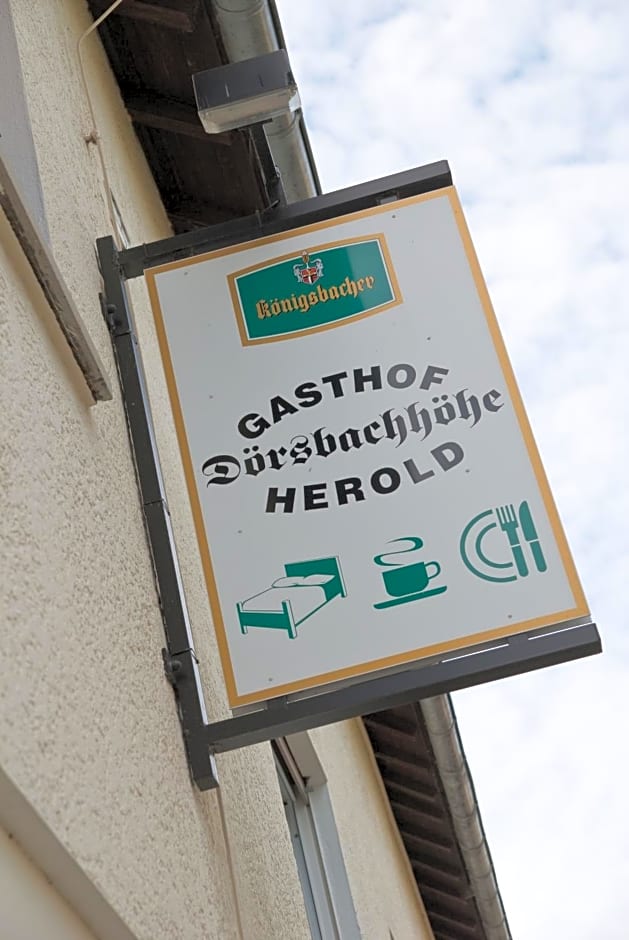 Königsbacher
GASTHOF
Dörsbachhöhe
HEROLD